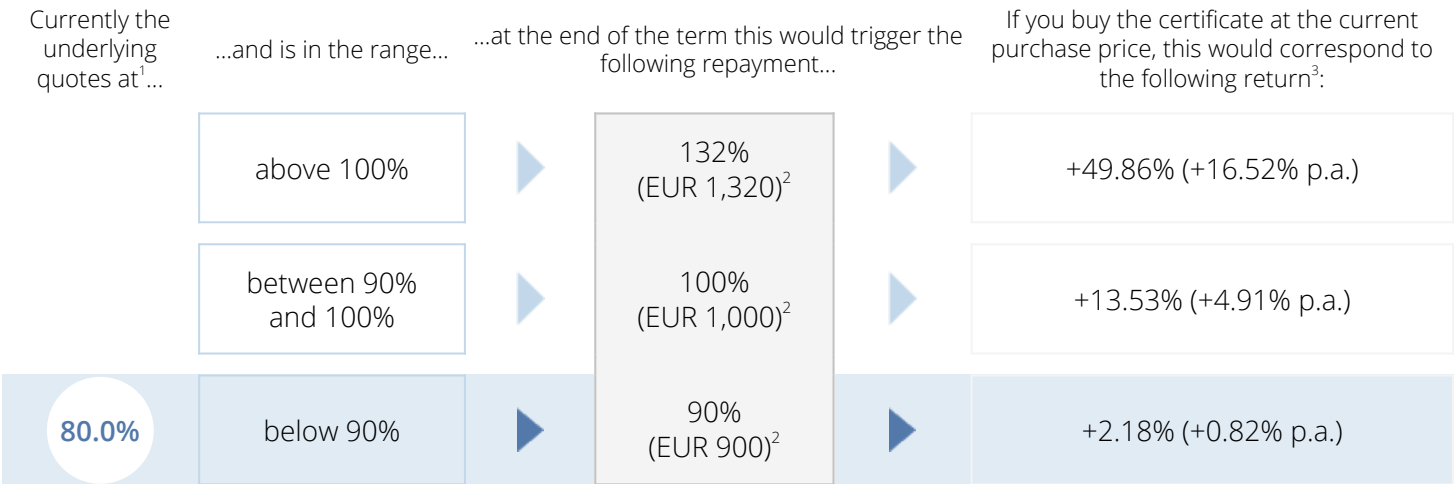 Currently the
underlying
quotes at¹...
...and is in the range...
...at the end of the term this would trigger the
following repayment...
If you buy the certificate at the current
purchase price, this would correspond to
the following return³:
above 100%
132%
(EUR 1,320)²
+49.86% (+16.52% p.a.)
between 90%
and 100%
100%
(EUR 1,000)²
+13.53% (+4.91% p.a.)
80.0%
below 90%
90%
(EUR 900)²
+2.18% (+0.82% p.a.)